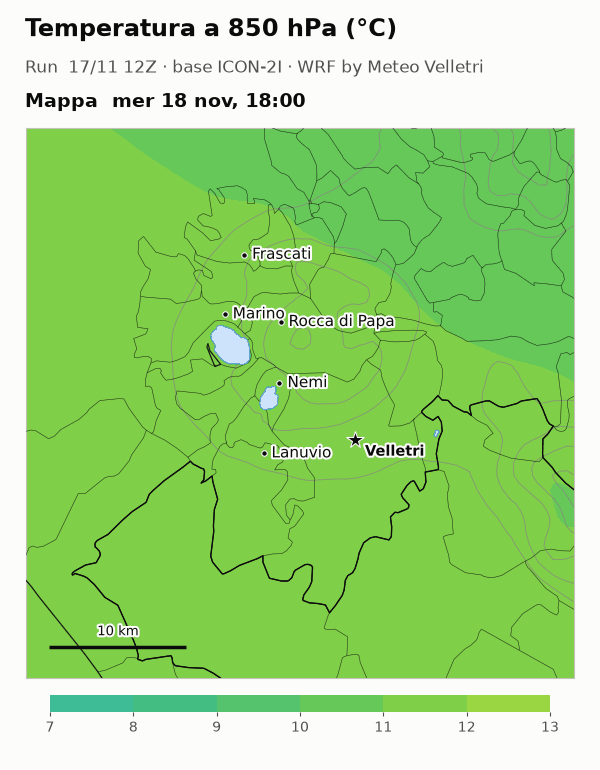 Temperatura a 850 hPa (°C)
Run  17/11 12Z · base ICON-2I · WRF by Meteo Velletri
Mappa  mer 18 nov, 18:00
Frascati
Marino
Rocca di Papa
Nemi
Velletri
Lanuvio
10 km
7 8 9 10 11 12 13